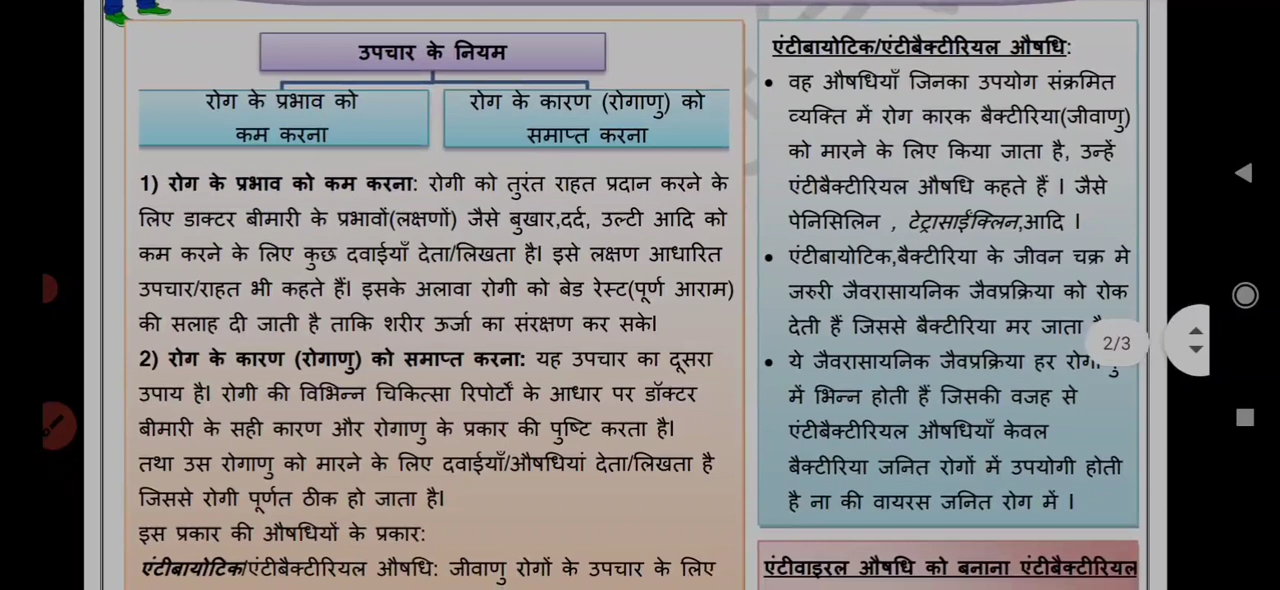 उपचार के नियम
रोग के प्रभाव को
कम करना
रोग के कारण (रोगाणु) को
समाप्त करना
1) रोग के प्रभाव को कम करना: रोगी को तुरंत राहत प्रदान करने के
लिए डाक्टर बीमारी के प्रभावों(लक्षणों) जैसे बुखार,दर्द, उल्टी आदि को
कम करने के लिए कुछ दवाईयाँ देता/लिखता है। इसे लक्षण आधारित
उपचार/राहत भी कहते हैं। इसके अलावा रोगी को बेड रेस्ट(पूर्ण आराम)
की सलाह दी जाती है ताकि शरीर ऊर्जा का संरक्षण कर सके।
2) रोग के कारण (रोगाणु) को समाप्त करना: यह उपचार का दूसरा
उपाय है। रोगी की विभिन्न चिकित्सा रिपोर्टों के आधार पर डॉक्टर
बीमारी के सही कारण और रोगाणु के प्रकार की पुष्टि करता है।
तथा उस रोगाणु को मारने के लिए दवाईयाँ/औषधियां देता/लिखता है
जिससे रोगी पूर्णत ठीक हो जाता है।
इस प्रकार की औषधियों के प्रकार:
एंटीबायोटिक/एंटीबैक्टीरियल औषधि: जीवाणु रोगों के उपचार के लिए
एंटीबायोटिक/एंटीबैक्टीरियल औषधि:
• वह औषधियाँ जिनका उपयोग संक्रमित
व्यक्ति में रोग कारक बैक्टीरिया(जीवाणु)
को मारने के लिए किया जाता है, उन्हें
एंटीबैक्टीरियल औषधि कहते हैं । जैसे
पेनिसिलिन , टेट्रासाईक्लिन,आदि ।
• एंटीबायोटिक,बैक्टीरिया के जीवन चक्र मे
जरुरी जैवरासायनिक जैवप्रक्रिया को रोक
देती हैं जिससे बैक्टीरिया मर जाता
• ये जैवरासायनिक जैवप्रक्रिया हर
में भिन्न होती हैं जिसकी वजह से
एंटीबैक्टीरियल औषधियाँ केवल
बैक्टीरिया जनित रोगों में उपयोगी होती
है ना की वायरस जनित रोग में ।
एंटीवाइरल औषधि को बनाना एंटीबैक्टीरियल
2/3